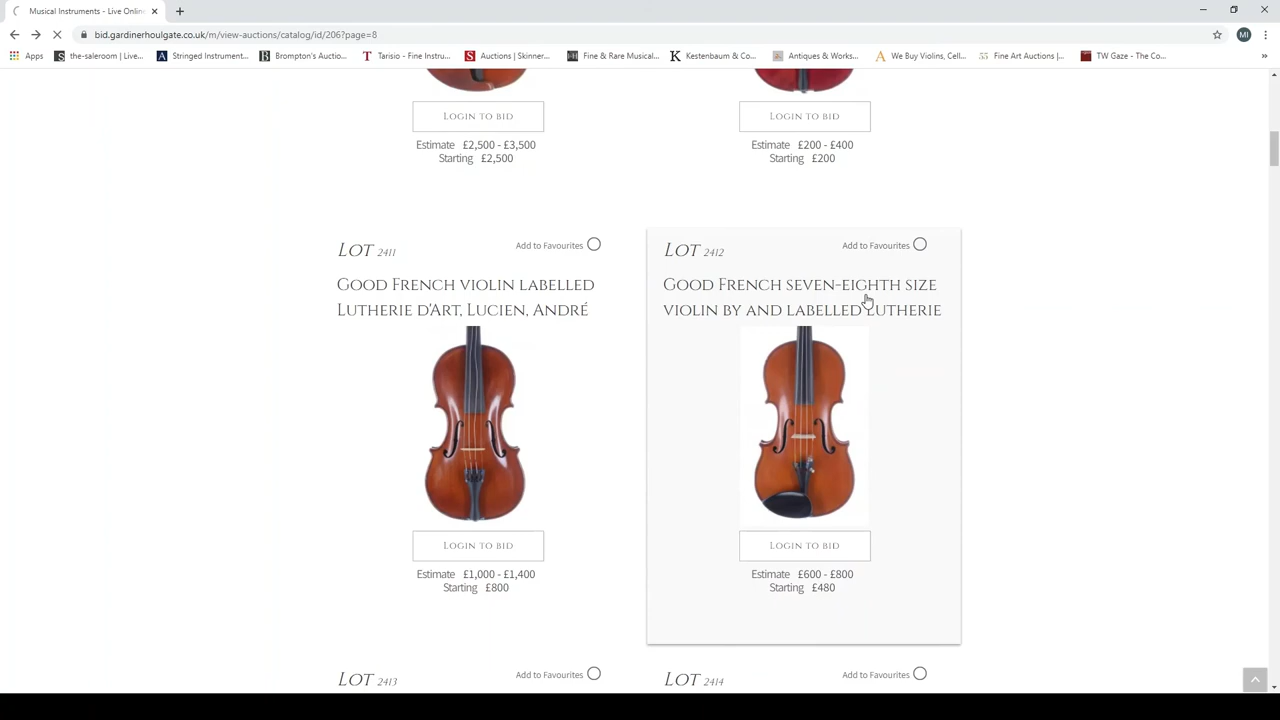 Musical Instruments - Live Onlin
bid.gardinerhoulgate.co.uk/m/view-auctions/catalog/id/206?page=8
MI
Apps the-saleroom | Live... Stringed Instrument... Brompton's Auctio... Tarisio - Fine Instru... Auctions | Skinner... Fine & Rare Musical... Kestenbaum & Co... Antiques & Works... We Buy Violins, Cell... Fine Art Auctions |... TW Gaze - The Co...
LOGIN TO BID
Estimate £2,500 - £3,500
Starting £2,500
LOGIN TO BID
Estimate £200 - £400
Starting £200
LOT 2411
Add to Favourites
GOOD FRENCH VIOLIN LABELLED
LUTHERIE D'ART, LUCIEN, ANDRÉ
LOGIN TO BID
Estimate £1,000 - £1,400
Starting £800
LOT 2412
Add to Favourites
GOOD FRENCH SEVEN-EIGHTH SIZE
VIOLIN BY AND LABELLED LUTHERIE
LOGIN TO BID
Estimate £600 - £800
Starting £480
LOT 2413
Add to Favourites
LOT 2414
Add to Favourites